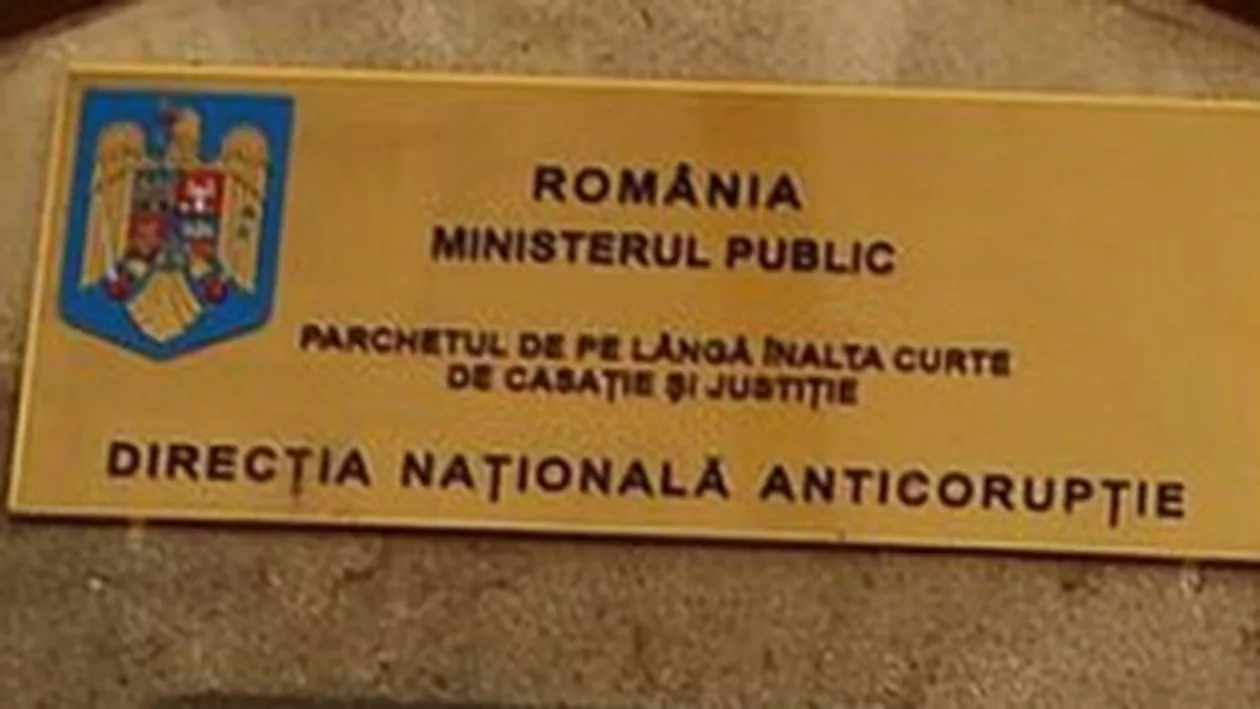 ROMÂNIA
MINISTERUL PUBLIC
PARCHETUL DE PE LÂNGĂ ÎNALTA CURTE
DE CASAȚIE ȘI JUSTIȚIE
DIRECȚIA NAȚIONALĂ ANTICORUPȚIE